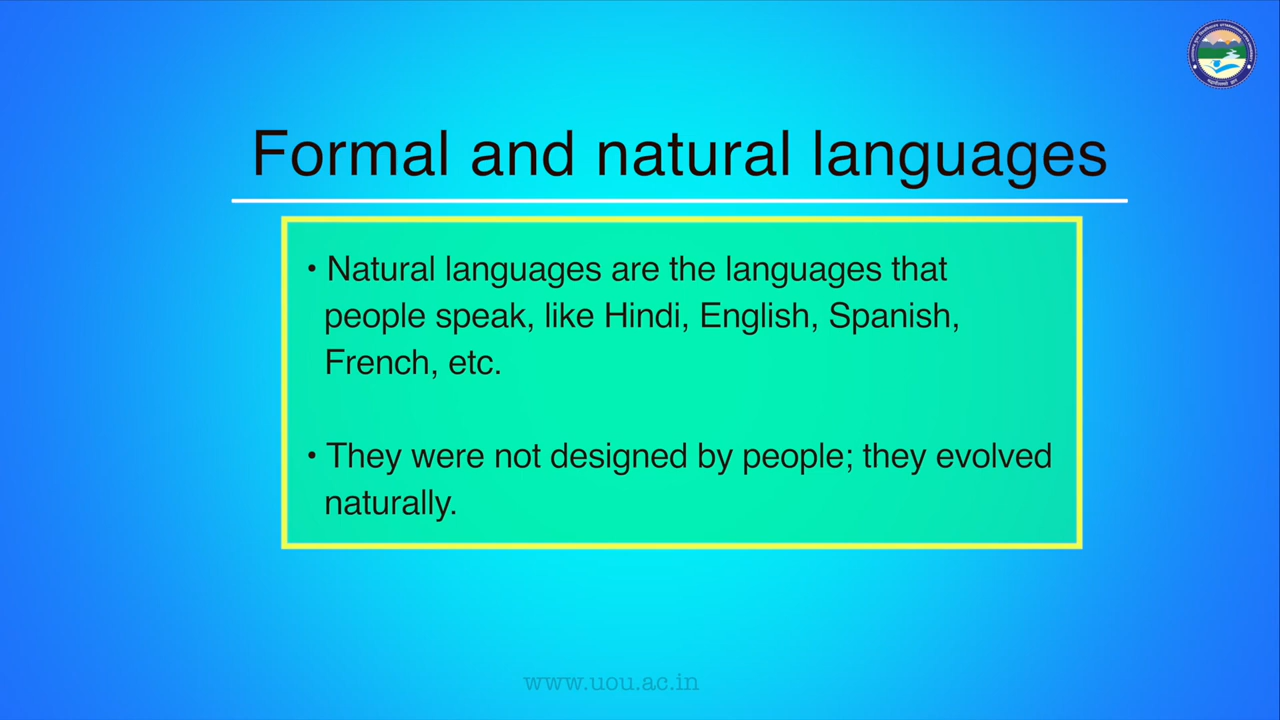 Formal and natural languages
• Natural languages are the languages that
people speak, like Hindi, English, Spanish,
French, etc.
• They were not designed by people; they evolved
naturally.
www.uou.ac.in